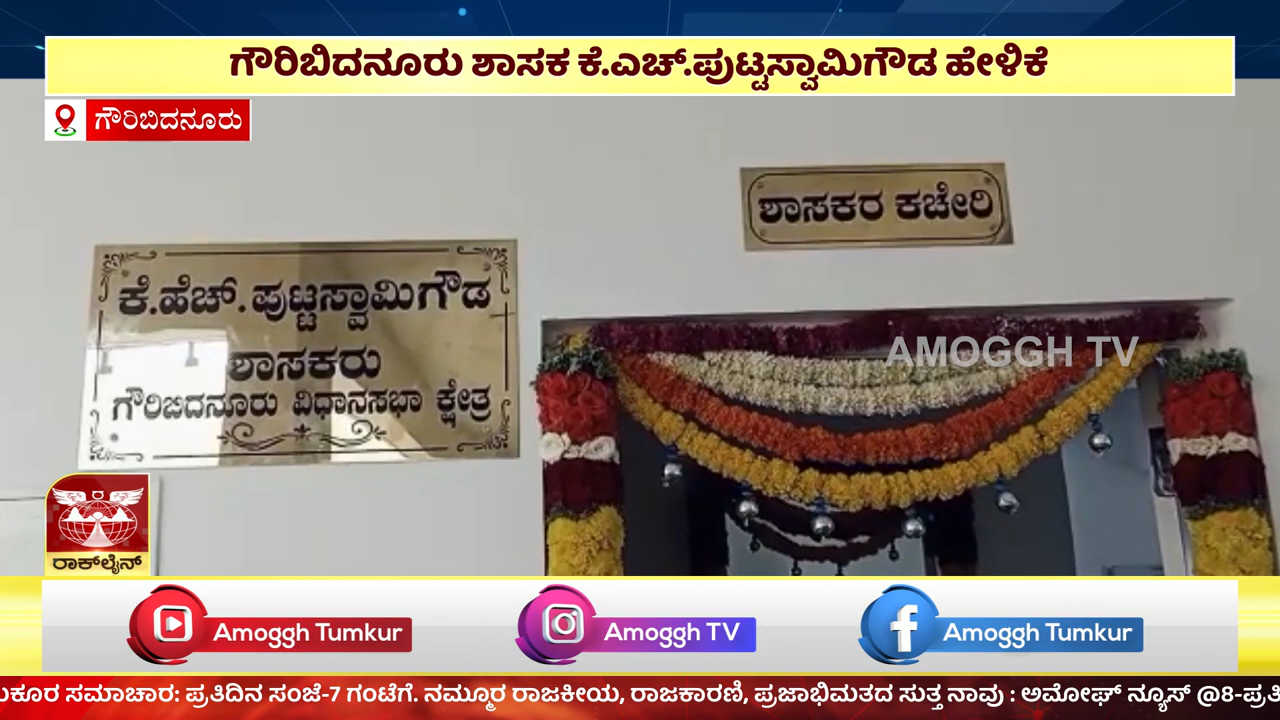 ಗೌರಿಬಿದನೂರು ಶಾಸಕ ಕೆ.ಎಚ್.ಪುಟ್ಟಸ್ವಾಮಿಗೌಡ ಹೇಳಿಕೆ
ಗೌರಿಬಿದನೂರು
ಶಾಸಕರ ಕಚೇರಿ
ಕೆ.ಹೆಚ್.ಪುಟ್ಟಸ್ವಾಮಿಗೌಡ
ಶಾಸಕರು
ಗೌರಿಬಿದನೂರು ವಿಧಾನಸಭಾ ಕ್ಷೇತ್ರ
AMOGGH TV
ರಾಕ್‌ಲೈನ್
Amoggh Tumkur
Amoggh TV
Amoggh Tumkur
ಸಮಾಚಾರ: ಪ್ರತಿದಿನ ಸಂಜೆ-7 ಗಂಟೆಗೆ. ನಮ್ಮೂರ ರಾಜಕೀಯ, ರಾಜಕಾರಣಿ, ಪ್ರಜಾಭಿಮತದ ಸುತ್ತ ನಾವು : ಅಮೋಘ್ ನ್ಯೂಸ್ @8-ಪ್ರತಿ